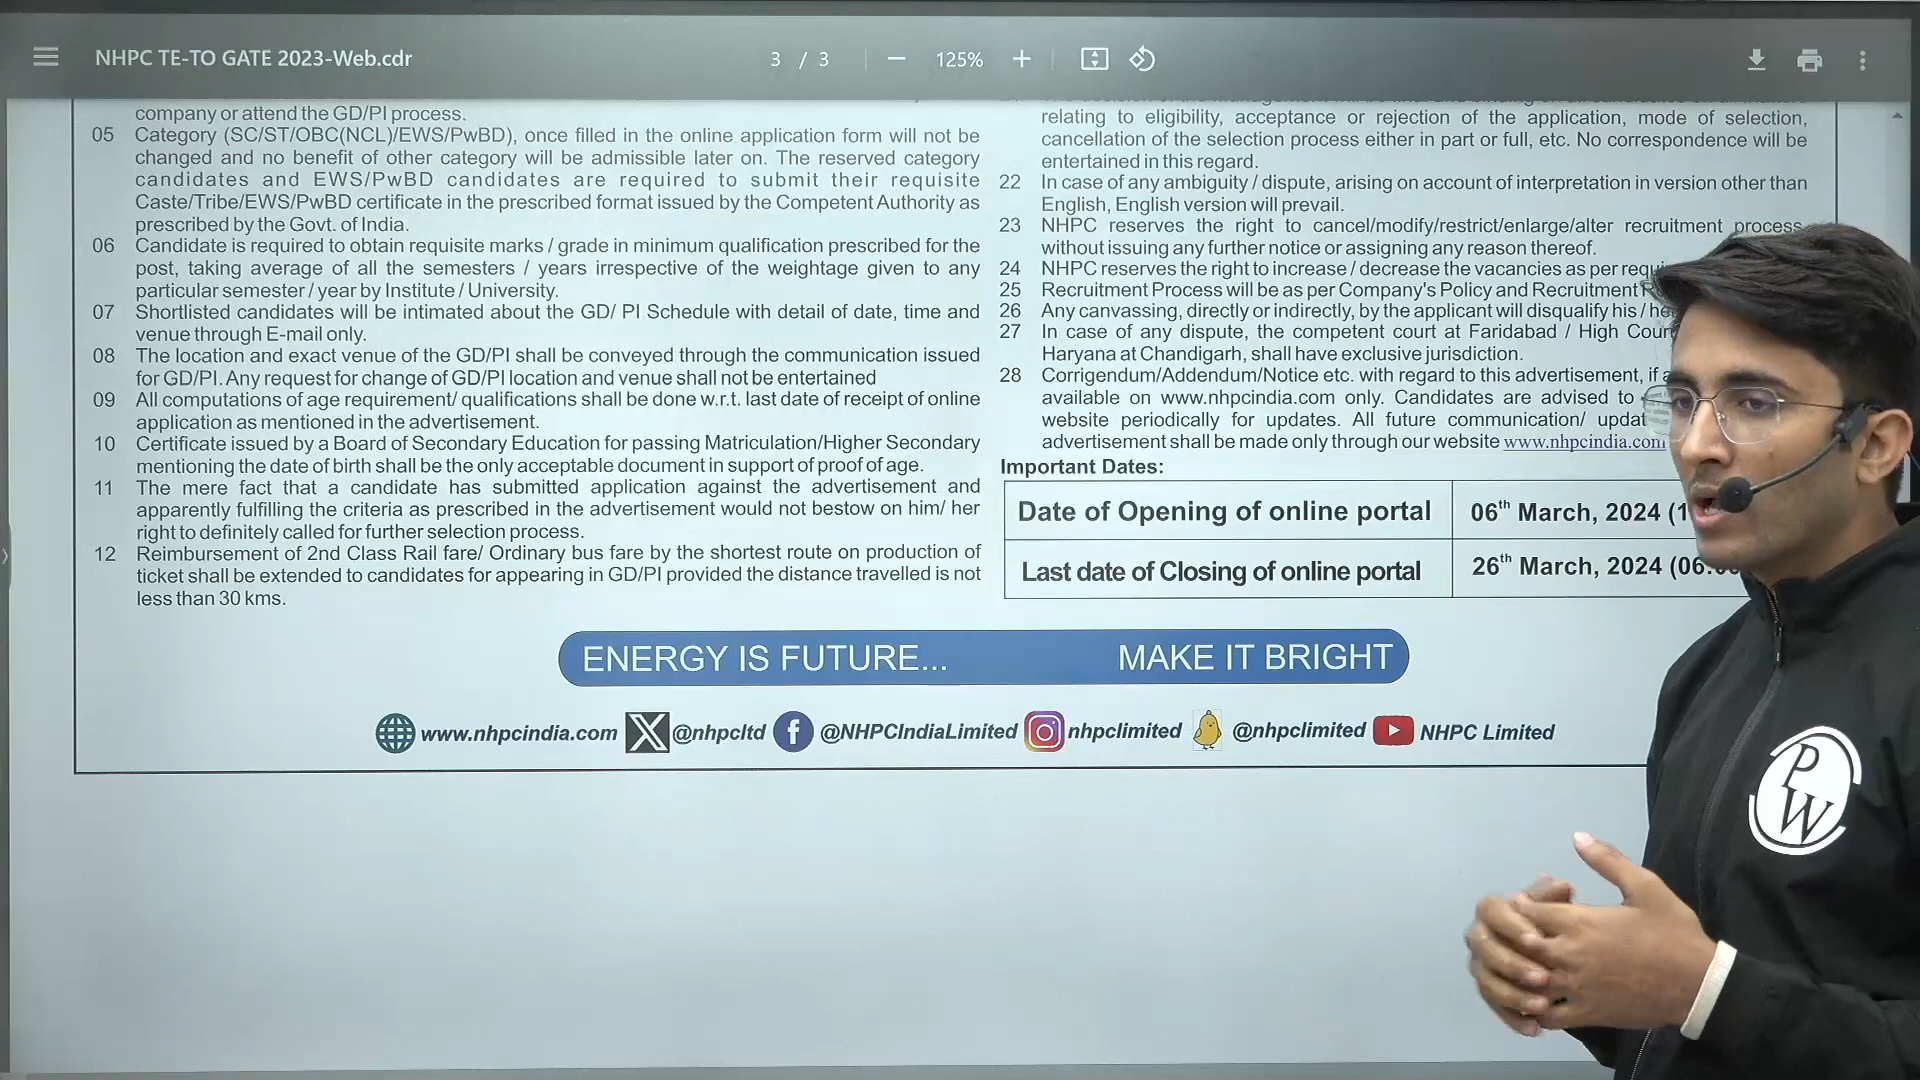 NHPC TE-TO GATE 2023-Web.cdr
3 / 3
125%
company or attend the GD/PI process.
05 Category (SC/ST/OBC(NCL)/EWS/PwBD), once filled in the online application form will not be
changed and no benefit of other category will be admissible later on. The reserved category
candidates and EWS/PwBD candidates are required to submit their requisite
Caste/Tribe/EWS/PwBD certificate in the prescribed format issued by the Competent Authority as
prescribed by the Govt. of India.
06 Candidate is required to obtain requisite marks / grade in minimum qualification prescribed for the
post, taking average of all the semesters / years irrespective of the weightage given to any
particular semester / year by Institute / University.
07 Shortlisted candidates will be intimated about the GD/ PI Schedule with detail of date, time and
venue through E-mail only.
08 The location and exact venue of the GD/PI shall be conveyed through the communication issued
for GD/PI. Any request for change of GD/PI location and venue shall not be entertained
09 All computations of age requirement/ qualifications shall be done w.r.t. last date of receipt of online
application as mentioned in the advertisement.
10 Certificate issued by a Board of Secondary Education for passing Matriculation/Higher Secondary
mentioning the date of birth shall be the only acceptable document in support of proof of age.
11 The mere fact that a candidate has submitted application against the advertisement and
apparently fulfilling the criteria as prescribed in the advertisement would not bestow on him/ her
right to definitely called for further selection process.
12 Reimbursement of 2nd Class Rail fare/ Ordinary bus fare by the shortest route on production of
ticket shall be extended to candidates for appearing in GD/PI provided the distance travelled is not
less than 30 kms.
relating to eligibility, acceptance or rejection of the application, mode of selection,
cancellation of the selection process either in part or full, etc. No correspondence will be
entertained in this regard.
22 In case of any ambiguity / dispute, arising on account of interpretation in version other than
English, English version will prevail.
23 NHPC reserves the right to cancel/modify/restrict/enlarge/alter recruitment process
without issuing any further notice or assigning any reason thereof.
24 NHPC reserves the right to increase / decrease the vacancies as per
25 Recruitment Process will be as per Company's Policy and Recruitment
26 Any canvassing, directly or indirectly, by the applicant will disqualify his /
27 In case of any dispute, the competent court at Faridabad / High
Haryana at Chandigarh, shall have exclusive jurisdiction.
28 Corrigendum/Addendum/Notice etc. with regard to this advertisement, if
available on www.nhpcindia.com only. Candidates are advised to
website periodically for updates. All future communication/
advertisement shall be made only through our website www.nhpcindia.com
Important Dates:
Date of Opening of online portal 06th March, 2024
Last date of Closing of online portal 26th March, 2024
ENERGY IS FUTURE... MAKE IT BRIGHT
www.nhpcindia.com @nhpcltd @NHPCIndiaLimited nhpclimited @nhpclimited NHPC Limited
PW